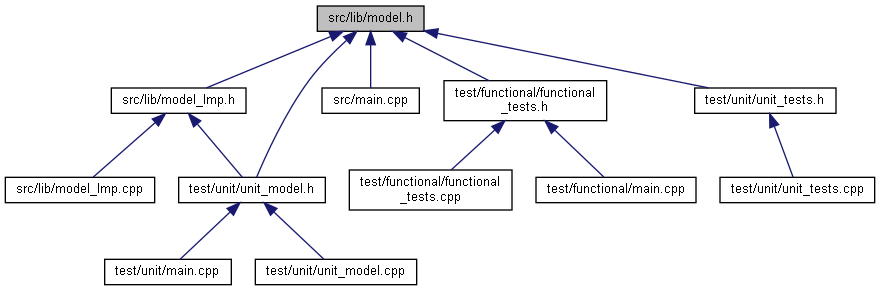 src/lib/model.h
src/lib/model_Imp.h
src/main.cpp
test/functional/functional
_tests.h
test/unit/unit_tests.h
src/lib/model_Imp.cpp
test/unit/unit_model.h
test/functional/functional
_tests.cpp
test/functional/main.cpp
test/unit/unit_tests.cpp
test/unit/main.cpp
test/unit/unit_model.cpp